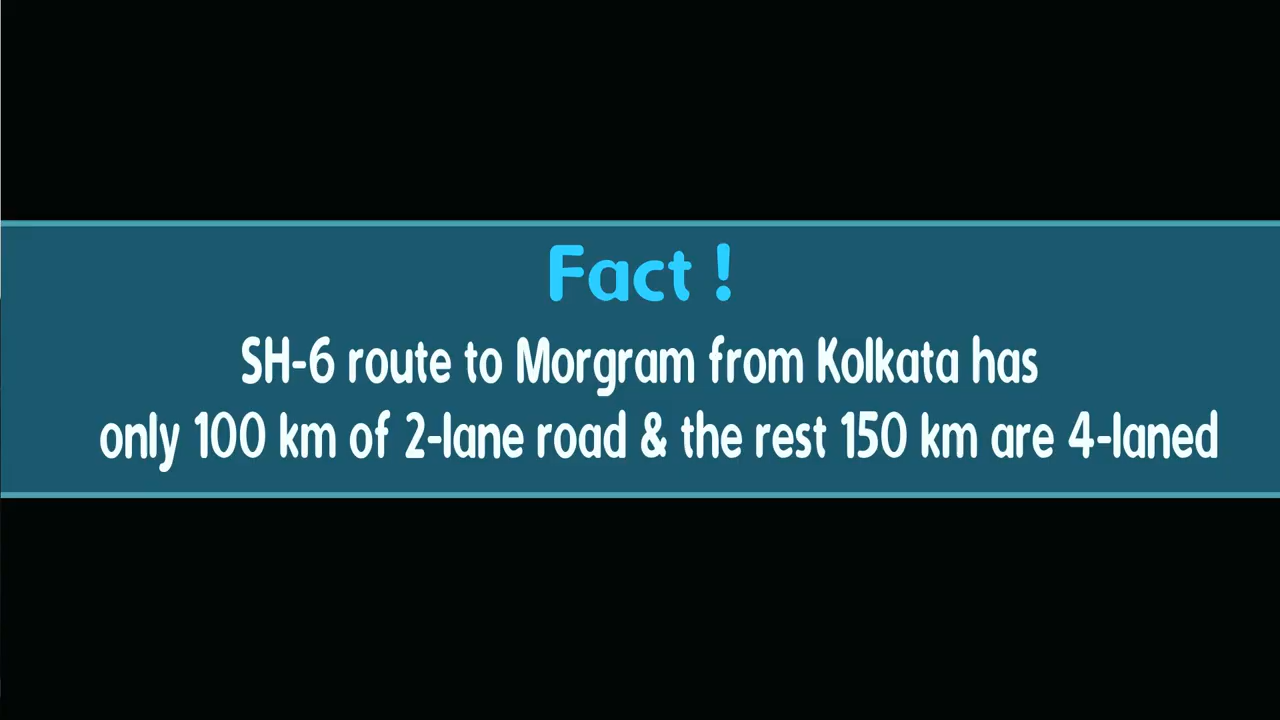 Fact !
SH-6 route to Morgram from Kolkata has
only 100 km of 2-lane road & the rest 150 km are 4-laned